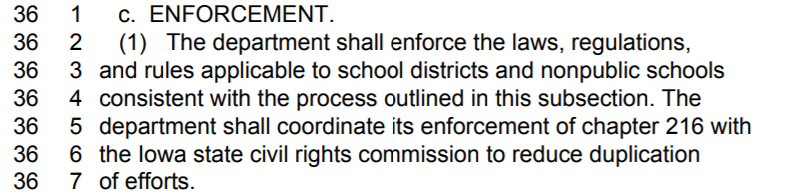 36 1 c. ENFORCEMENT.
36 2 (1) The department shall enforce the laws, regulations,
36 3 and rules applicable to school districts and nonpublic schools
36 4 consistent with the process outlined in this subsection. The
36 5 department shall coordinate its enforcement of chapter 216 with
36 6 the Iowa state civil rights commission to reduce duplication
36 7 of efforts.